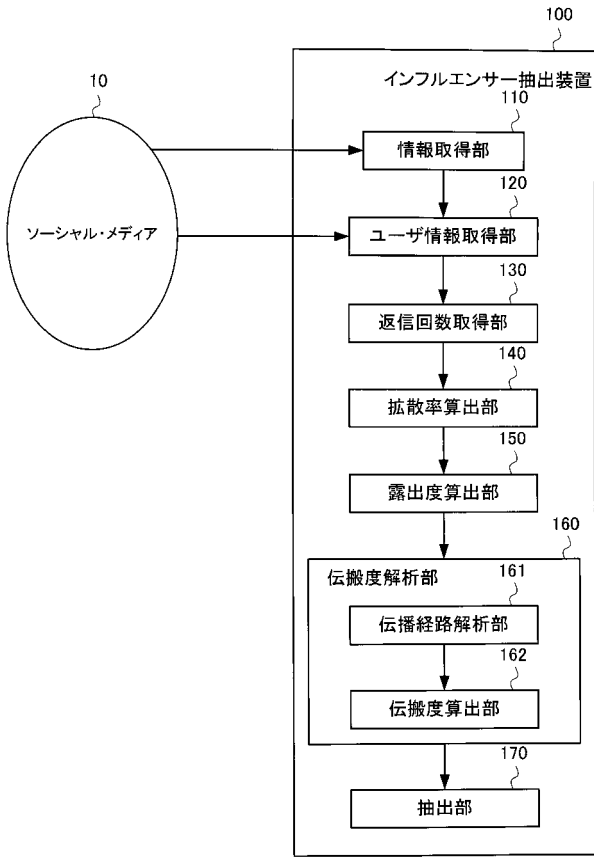 100
インフルエンサー抽出装置
10
110
情報取得部
120
ソーシャル・メディア
ユーザ情報取得部
130
返信回数取得部
140
拡散率算出部
150
露出度算出部
160
伝搬度解析部
161
伝播経路解析部
162
伝搬度算出部
170
抽出部